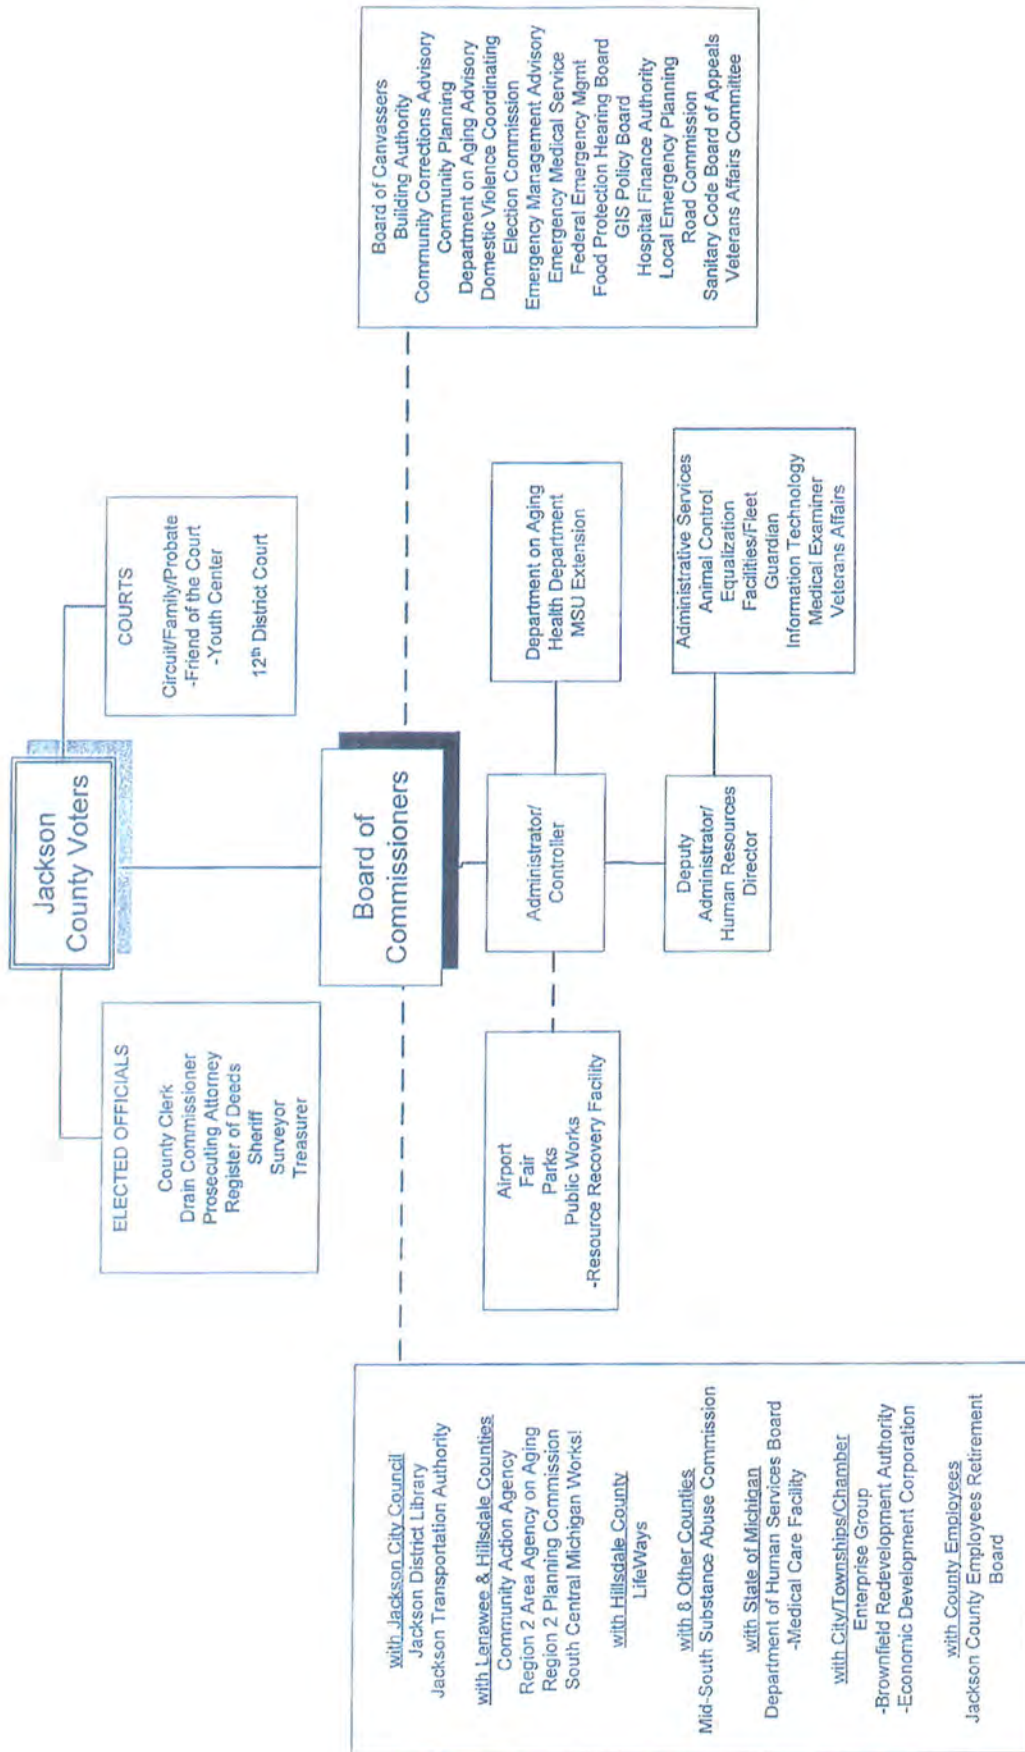 Jackson
County Voters
ELECTED OFFICIALS
County Clerk
Drain Commissioner
Prosecuting Attorney
Register of Deeds
Sheriff
Surveyor
Treasurer
COURTS
Circuit/Family/Probate
-Friend of the Court
-Youth Center
12th District Court
Board of
Commissioners
with Jackson City Council
Jackson District Library
Jackson Transportation Authority
with Lenawee & Hillsdale Counties
Community Action Agency
Region 2 Area Agency on Aging
Region 2 Planning Commission
South Central Michigan Works!
with Hillsdale County
LifeWays
with 8 Other Counties
Mid-South Substance Abuse Commission
with State of Michigan
Department of Human Services Board
-Medical Care Facility
with City/Townships/Chamber
Enterprise Group
-Brownfield Redevelopment Authority
-Economic Development Corporation
with County Employees
Jackson County Employees Retirement
Board
Board of Canvassers
Building Authority
Community Corrections Advisory
Community Planning
Department on Aging Advisory
Domestic Violence Coordinating
Election Commission
Emergency Management Advisory
Emergency Medical Service
Federal Emergency Mgmt
Food Protection Hearing Board
GIS Policy Board
Hospital Finance Authority
Local Emergency Planning
Road Commission
Sanitary Code Board of Appeals
Veterans Affairs Committee
Airport
Fair
Parks
Public Works
-Resource Recovery Facility
Administrator/
Controller
Department on Aging
Health Department
MSU Extension
Deputy
Administrator/
Human Resources
Director
Administrative Services
Animal Control
Equalization
Facilities/Fleet
Guardian
Information Technology
Medical Examiner
Veterans Affairs